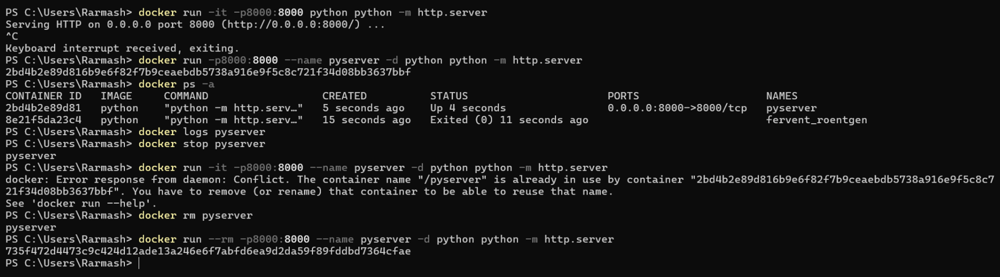 PS C:\Users\Rarmash> docker run -it -p8000:8000 python python -m http.server
Serving HTTP on 0.0.0.0 port 8000 (http://0.0.0.0:8000/) ...
^C
Keyboard interrupt received, exiting.
PS C:\Users\Rarmash> docker run -p8000:8000 --name pyserver -d python python -m http.server
2bd4b2e89d816b9e6f82f7b9ceaebdb5738a916e9f5c8c721f34d08bb3637bbf
PS C:\Users\Rarmash> docker ps -a
CONTAINER ID   IMAGE     COMMAND                  CREATED          STATUS                      PORTS                    NAMES
2bd4b2e89d81   python    "python -m http.serv…"   5 seconds ago    Up 4 seconds                0.0.0.0:8000->8000/tcp   pyserver
8e21f5da23c4   python    "python -m http.serv…"   15 seconds ago   Exited (0) 11 seconds ago                            fervent_roentgen
PS C:\Users\Rarmash> docker logs pyserver
PS C:\Users\Rarmash> docker stop pyserver
pyserver
PS C:\Users\Rarmash> docker run -it -p8000:8000 --name pyserver -d python python -m http.server
docker: Error response from daemon: Conflict. The container name "/pyserver" is already in use by container "2bd4b2e89d816b9e6f82f7b9ceaebdb5738a916e9f5c8c7
21f34d08bb3637bbf". You have to remove (or rename) that container to be able to reuse that name.
See 'docker run --help'.
PS C:\Users\Rarmash> docker rm pyserver
pyserver
PS C:\Users\Rarmash> docker run --rm -p8000:8000 --name pyserver -d python python -m http.server
735f472d4473c9c424d12ade13a246e6f7abfd6ea9d2da59f89fddbd7364cfae
PS C:\Users\Rarmash>